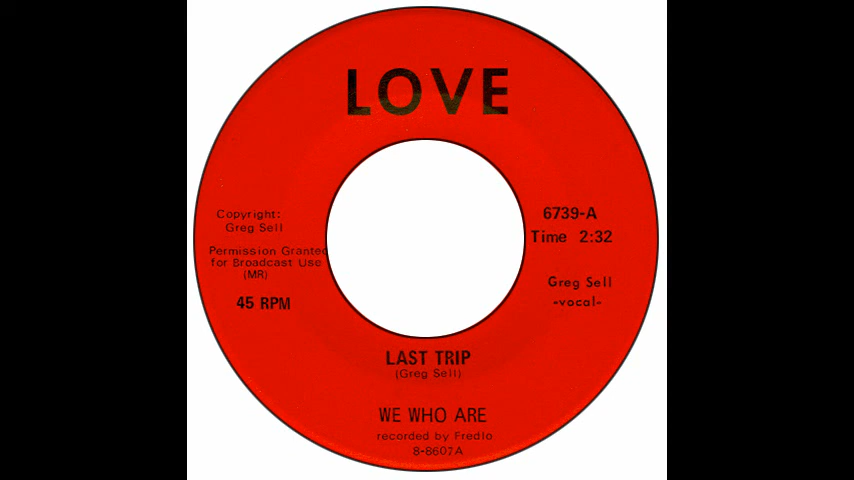 LOVE
Copyright:
Greg Sell
Permission Granted
for Broadcast Use
(MR)
45 RPM
6739-A
Time 2:32
Greg Sell
-vocal-
LAST TRIP
(Greg Sell)
WE WHO ARE
recorded by Fredlo
8-8607A